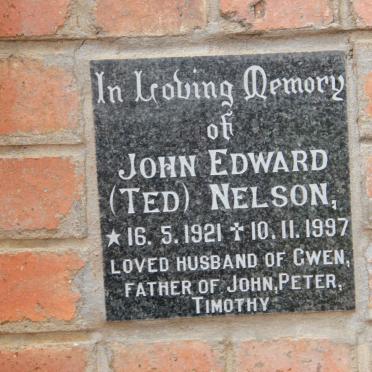 In Loving Memory
of
JOHN EDWARD
(TED) NELSON,
★ 16. 5. 1921 ✝ 10. 11. 1997
LOVED HUSBAND OF GWEN,
FATHER OF JOHN, PETER,
TIMOTHY